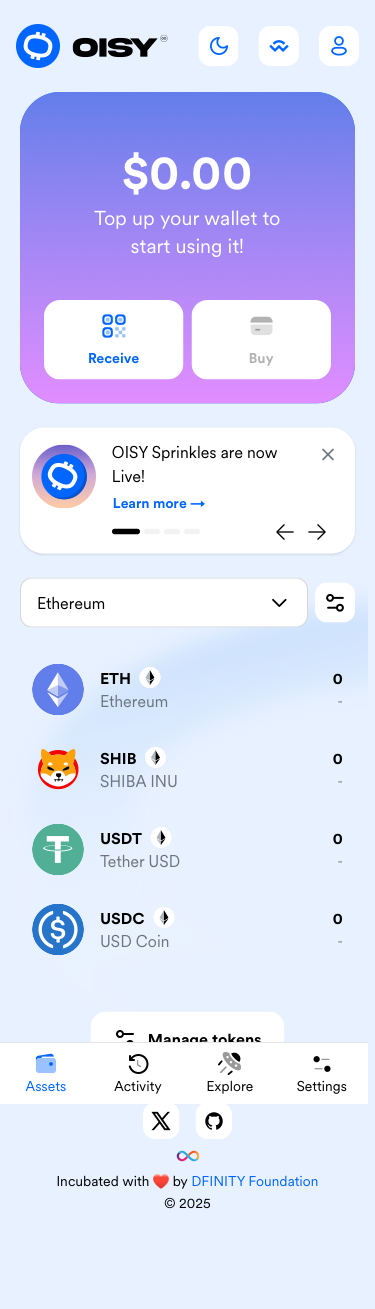 OISY
$0.00
Top up your wallet to
start using it!
Receive
Buy
OISY Sprinkles are now
Live!
Learn more →
Ethereum
ETH
0
Ethereum
-
SHIB
0
SHIBA INU
-
USDT
0
Tether USD
-
USDC
0
USD Coin
-
Manage tokens
Assets
Activity
Explore
Settings
Incubated with ❤️ by DFINITY Foundation
© 2025